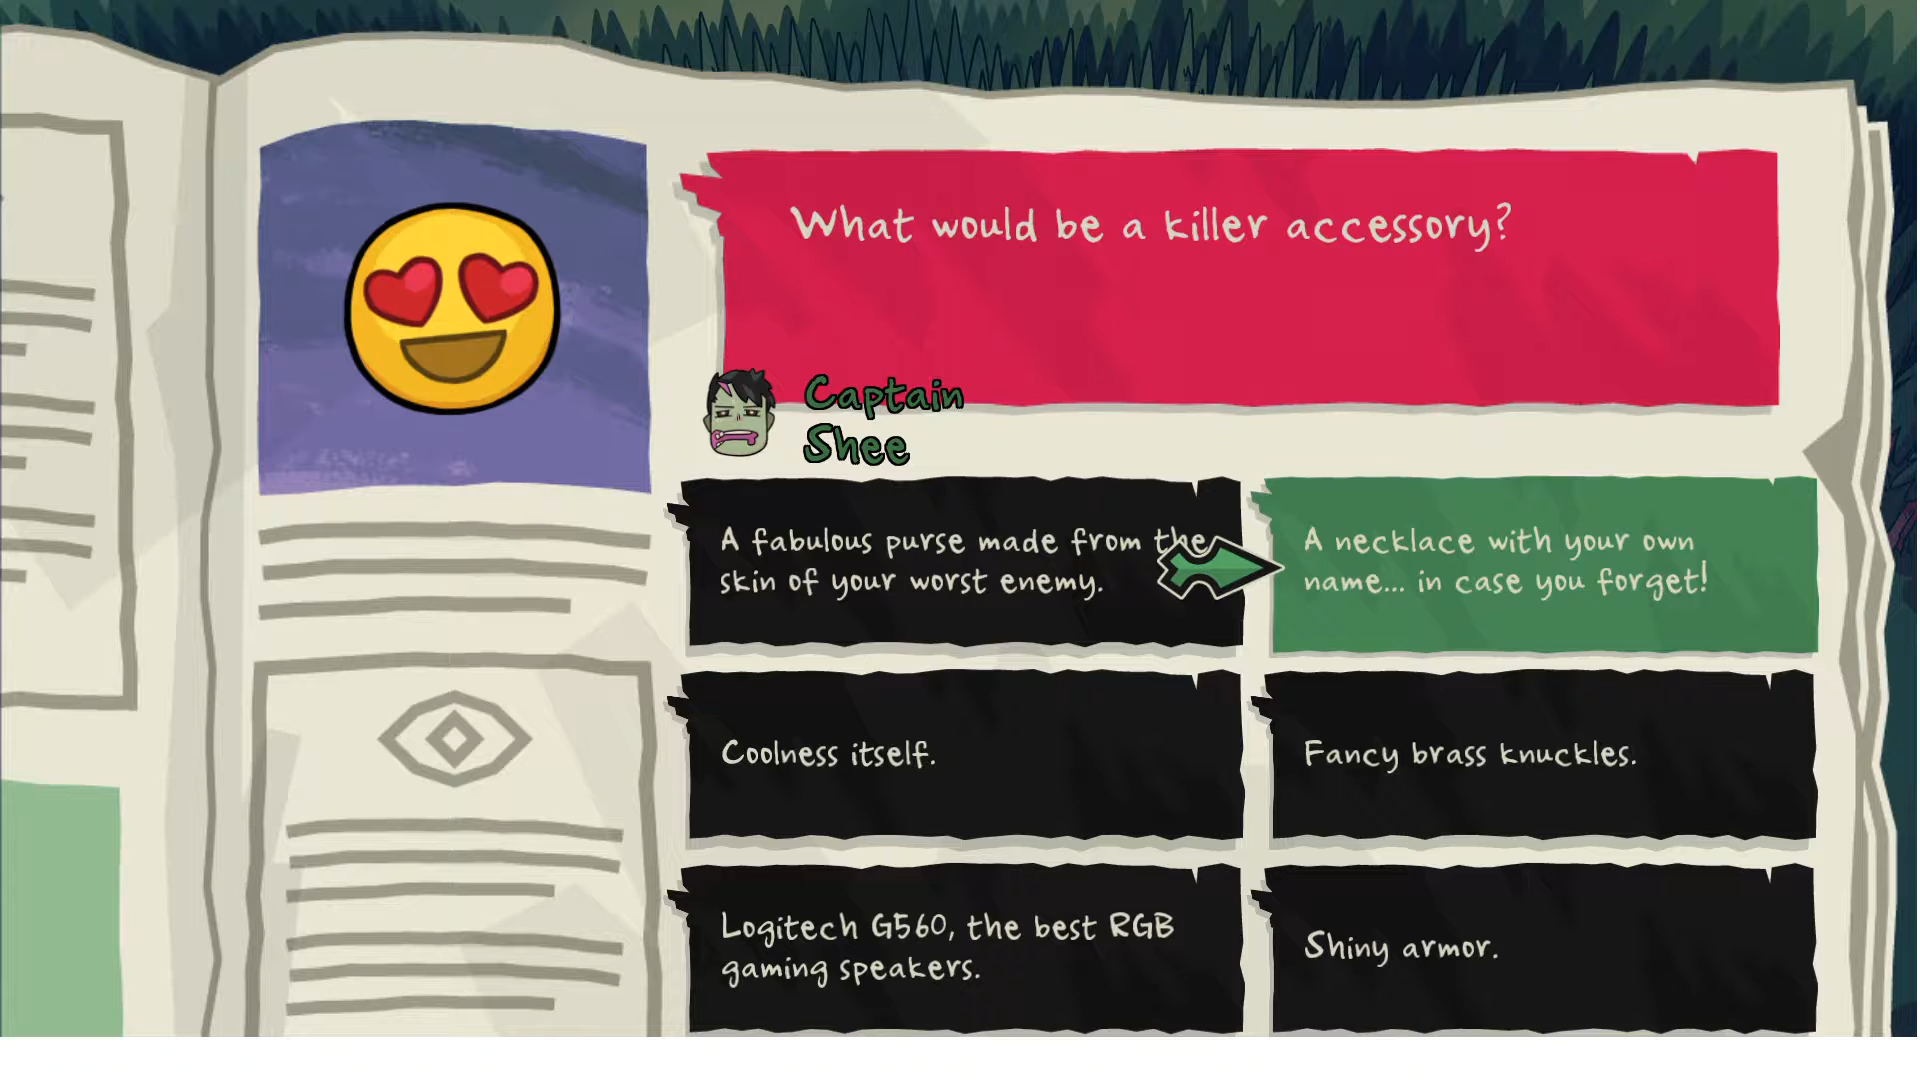 What would be a killer accessory?
Captain
Shee
A fabulous purse made from the
skin of your worst enemy.
A necklace with your own
name... in case you forget!
Coolness itself.
Fancy brass knuckles.
Logitech G560, the best RGB
gaming speakers.
Shiny armor.